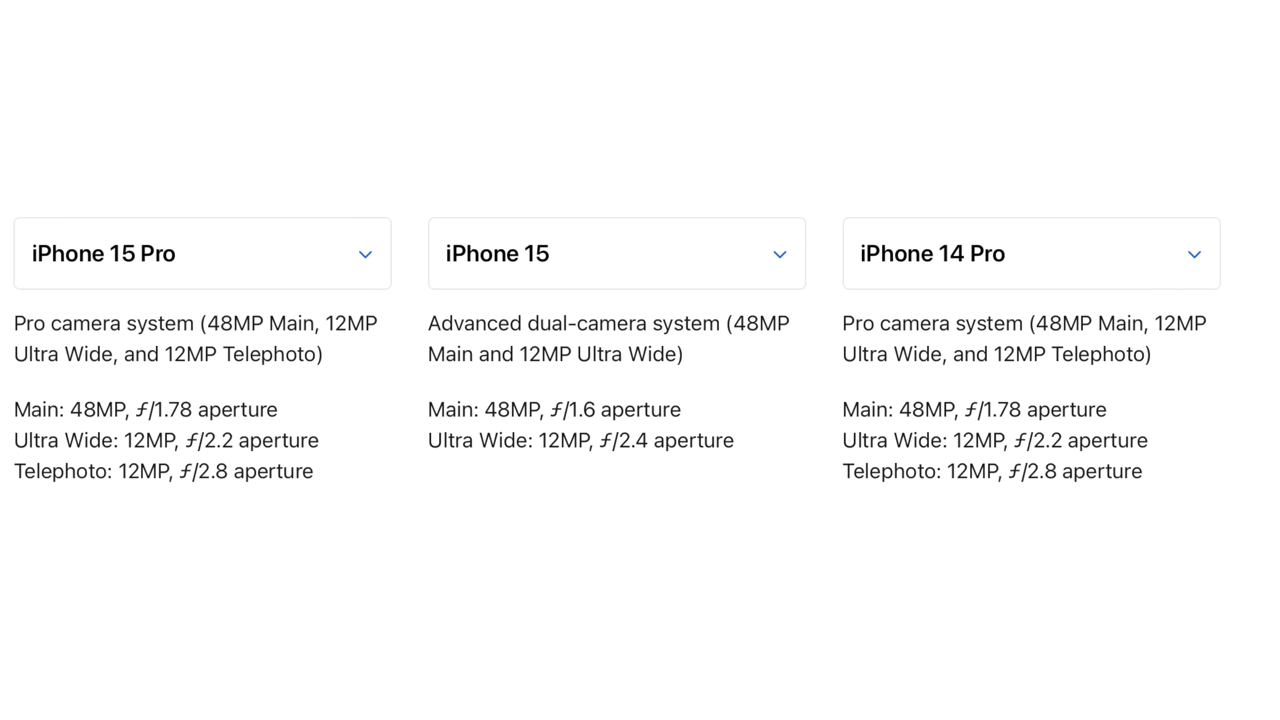 iPhone 15 Pro
Pro camera system (48MP Main, 12MP
Ultra Wide, and 12MP Telephoto)
Main: 48MP, ƒ/1.78 aperture
Ultra Wide: 12MP, ƒ/2.2 aperture
Telephoto: 12MP, ƒ/2.8 aperture
iPhone 15
Advanced dual-camera system (48MP
Main and 12MP Ultra Wide)
Main: 48MP, ƒ/1.6 aperture
Ultra Wide: 12MP, ƒ/2.4 aperture
iPhone 14 Pro
Pro camera system (48MP Main, 12MP
Ultra Wide, and 12MP Telephoto)
Main: 48MP, ƒ/1.78 aperture
Ultra Wide: 12MP, ƒ/2.2 aperture
Telephoto: 12MP, ƒ/2.8 aperture